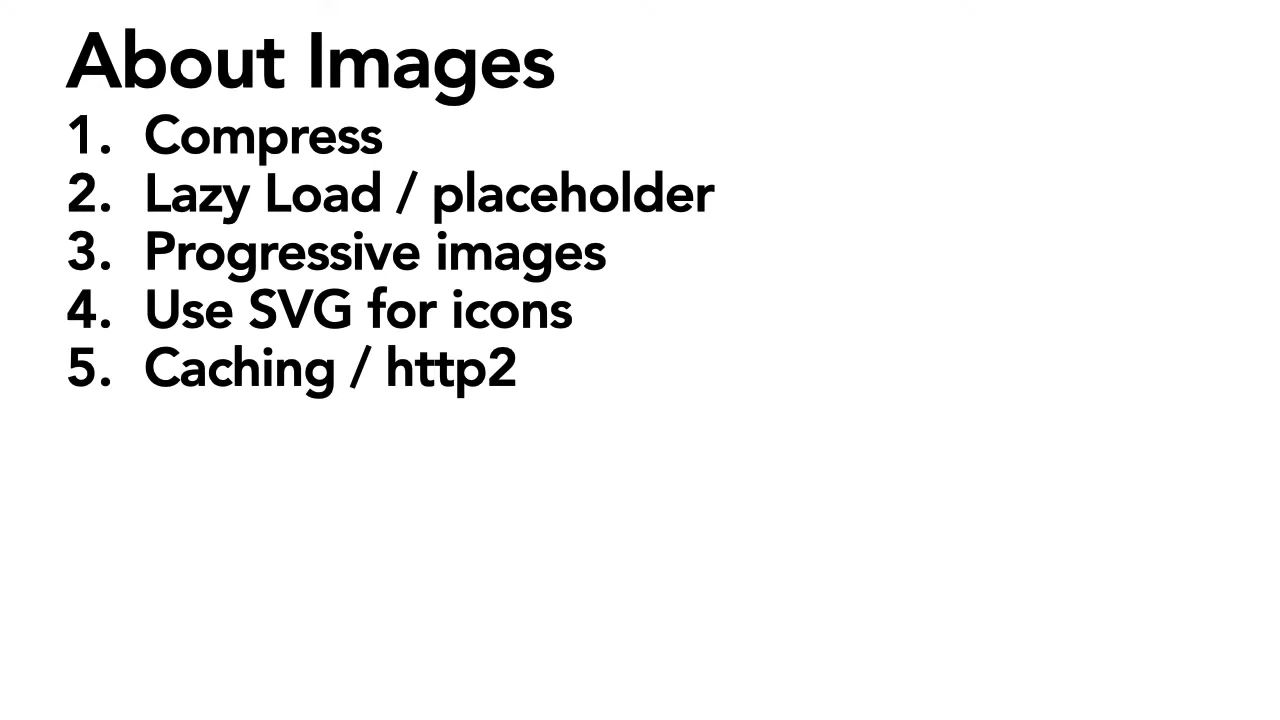 About Images
1. Compress
2. Lazy Load / placeholder
3. Progressive images
4. Use SVG for icons
5. Caching / http2